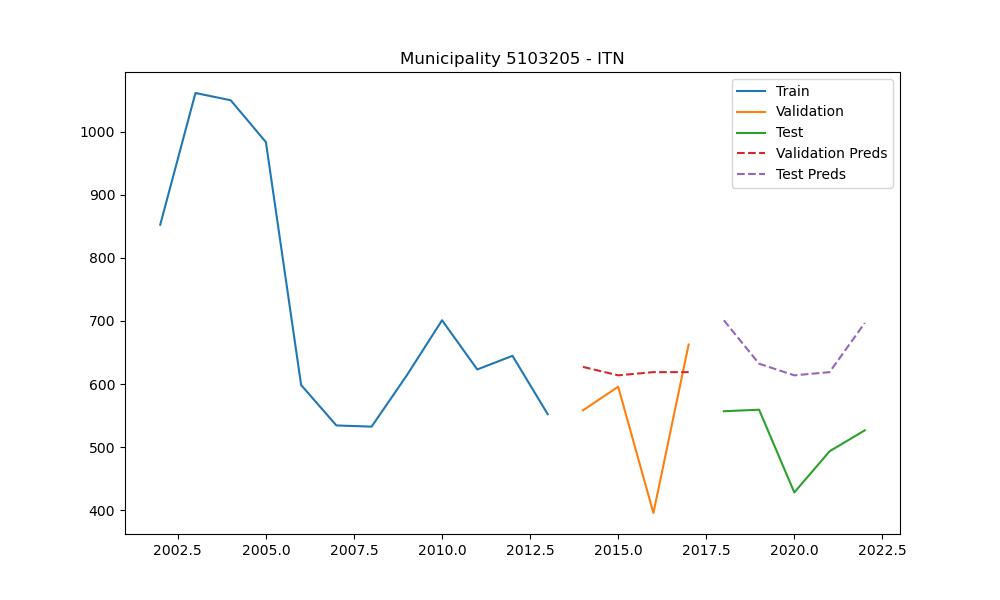 Municipality 5103205 - ITN
Train
Validation
Test
Validation Preds
Test Preds
1000
900
800
700
600
500
400
2002.5 2005.0 2007.5 2010.0 2012.5 2015.0 2017.5 2020.0 2022.5